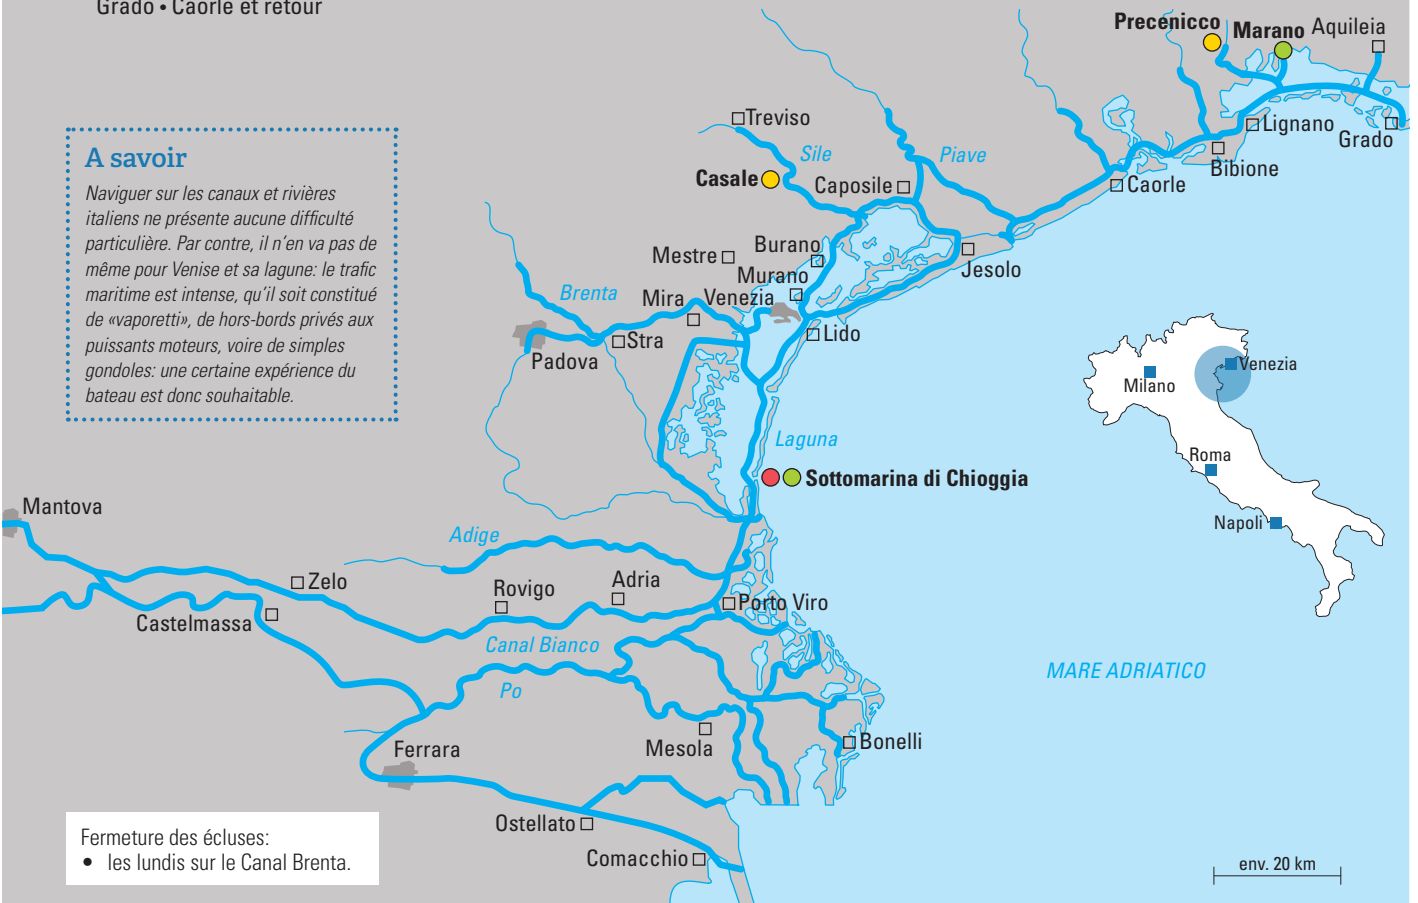 Grado • Caorle et retour
Precenicco
Marano
Aquileia
Treviso
Lignano
Grado
A savoir
Sile
Piave
Bibione
Naviguer sur les canaux et rivières
italiens ne présente aucune difficulté
particulière. Par contre, il n’en va pas de
même pour Venise et sa lagune: le trafic
maritime est intense, qu’il soit constitué
de «vaporetti», de hors-bords privés aux
puissants moteurs, voire de simples
gondoles: une certaine expérience du
bateau est donc souhaitable.
Casale
Caposile
Caorle
Mestre
Burano
Jesolo
Murano
Brenta
Mira
Venezia
Stra
Lido
Padova
Venezia
Milano
Laguna
Roma
Sottomarina di Chioggia
Mantova
Napoli
Adige
Zelo
Rovigo
Adria
Porto Viro
Castelmassa
Canal Bianco
MARE ADRIATICO
Po
Ferrara
Mesola
Bonelli
Ostellato
Fermeture des écluses:
• les lundis sur le Canal Brenta.
Comacchio
env. 20 km